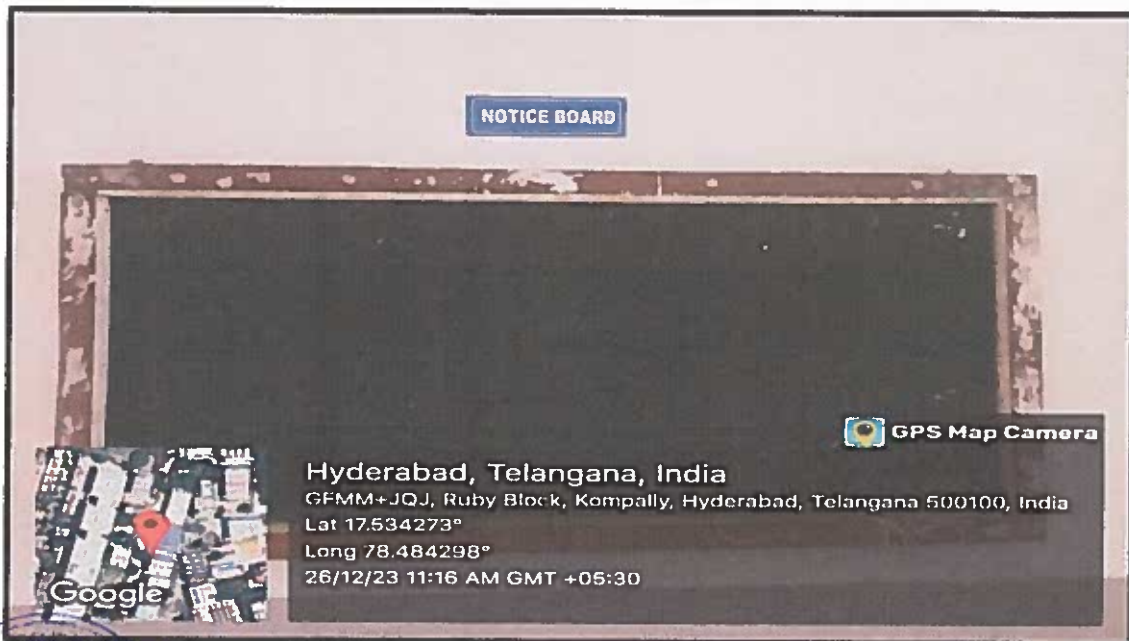 NOTICE BOARD
GPS Map Camera
Hyderabad, Telangana, India
GFMM+JQJ, Ruby Block, Kompally, Hyderabad, Telangana 500100, India
Lat 17.534273°
Long 78.484298°
26/12/23 11:16 AM GMT +05:30
Google